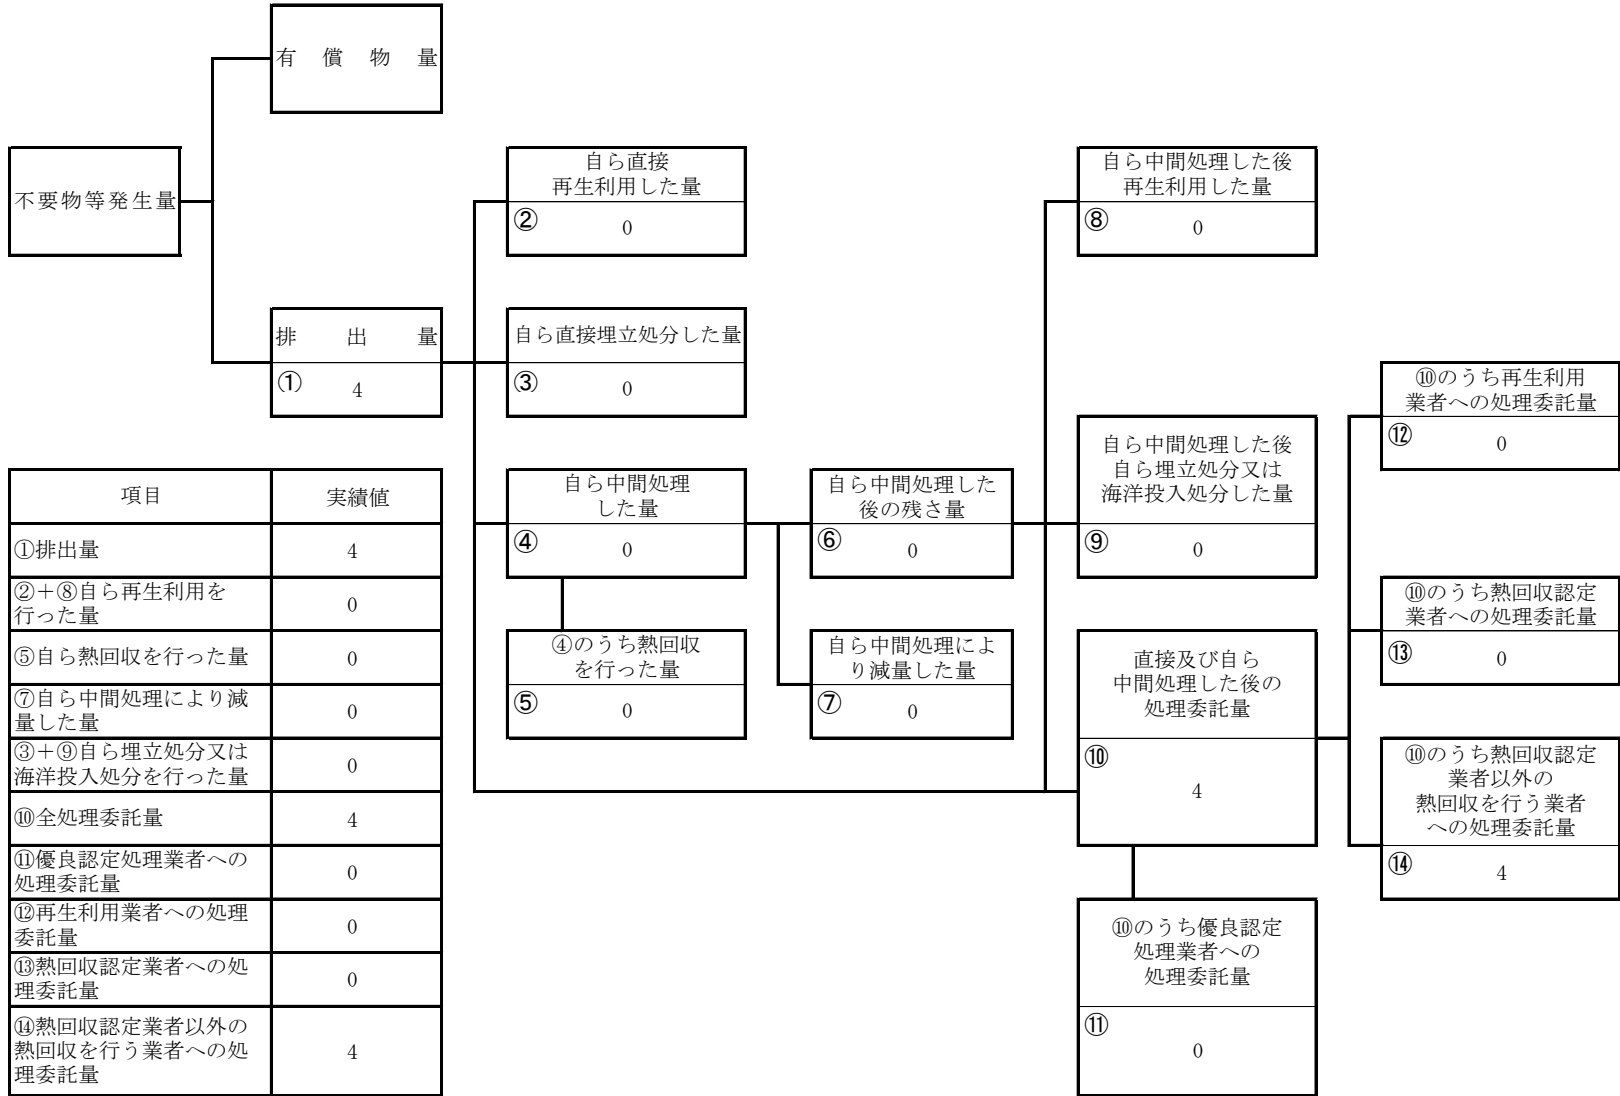 有償物量
不要物等発生量
排出量
① 4
自ら直接
再生利用した量
② 0
自ら直接埋立処分した量
③ 0
自ら中間処理
した量
④ 0
④のうち熱回収
を行った量
⑤ 0
自ら中間処理した
後の残さ量
⑥ 0
自ら中間処理によ
り減量した量
⑦ 0
自ら中間処理した後
再生利用した量
⑧ 0
自ら中間処理した後
自ら埋立処分又は
海洋投入処分した量
⑨ 0
直接及び自ら
中間処理した後の
処理委託量
⑩
4
⑩のうち優良認定
処理業者への
処理委託量
⑪
0
⑩のうち再生利用
業者への処理委託量
⑫ 0
⑩のうち熱回収認定
業者への処理委託量
⑬ 0
⑩のうち熱回収認定
業者以外の
熱回収を行う業者
への処理委託量
⑭ 4
項目 実績値
①排出量 4
②+⑧自ら再生利用を
行った量 0
⑤自ら熱回収を行った量 0
⑦自ら中間処理により減
量した量 0
③+⑨自ら埋立処分又は
海洋投入処分を行った量 0
⑩全処理委託量 4
⑪優良認定処理業者への
処理委託量 0
⑫再生利用業者への処理
委託量 0
⑬熱回収認定業者への処
理委託量 0
⑭熱回収認定業者以外の
熱回収を行う業者への処
理委託量 4